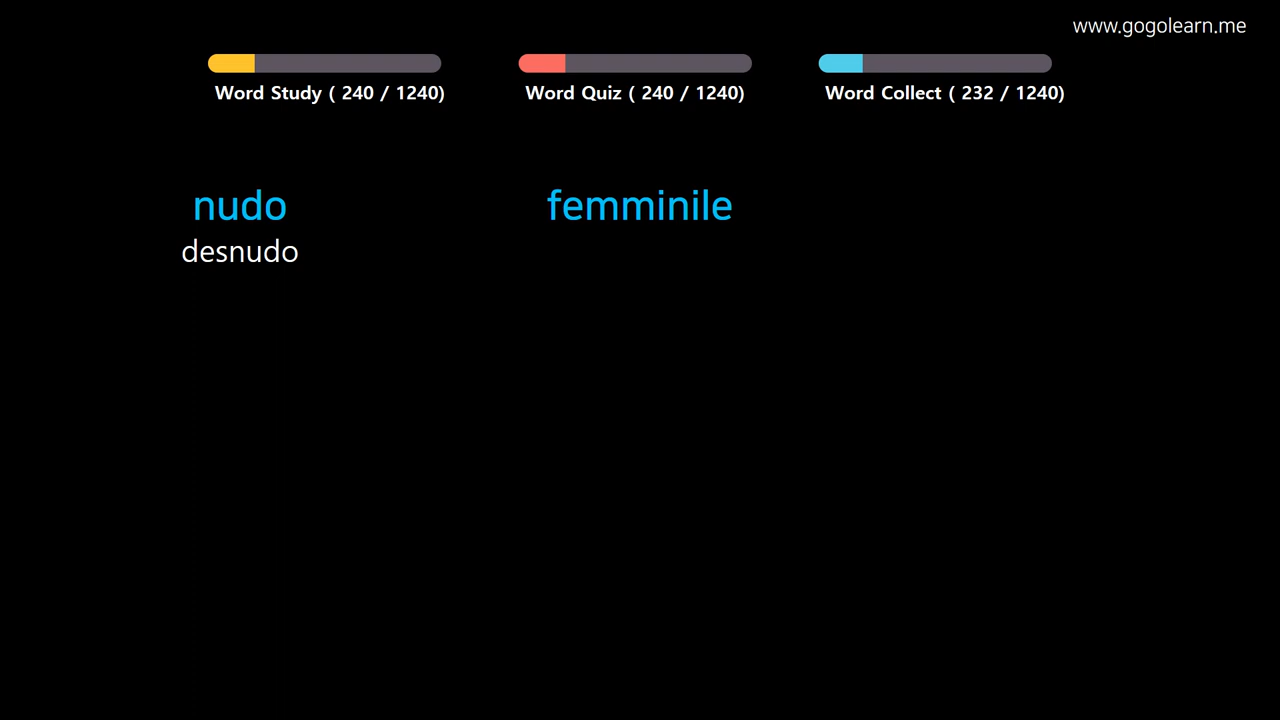 www.gogolearn.me
Word Study ( 240 / 1240)
Word Quiz ( 240 / 1240)
Word Collect ( 232 / 1240)
nudo
femminile
desnudo